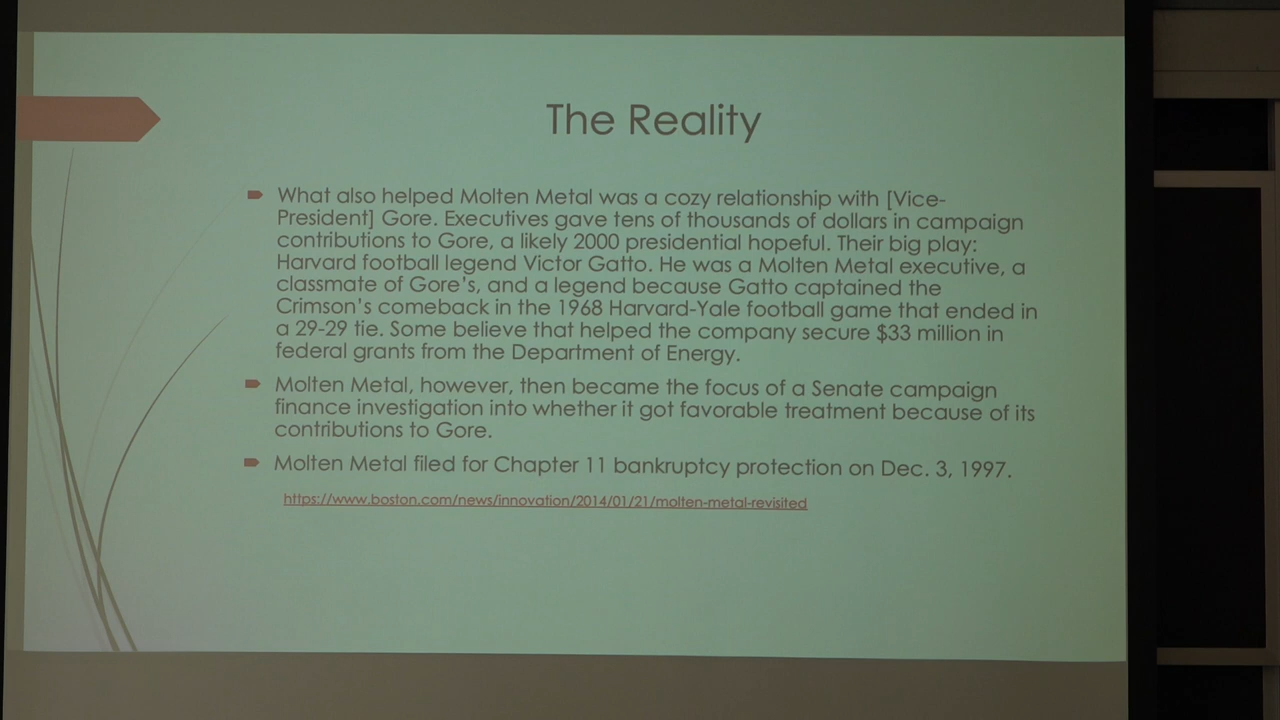 The Reality
What also helped Molten Metal was a cozy relationship with [Vice-
President] Gore. Executives gave tens of thousands of dollars in campaign
contributions to Gore, a likely 2000 presidential hopeful. Their big play:
Harvard football legend Victor Gatto. He was a Molten Metal executive, a
classmate of Gore's, and a legend because Gatto captained the
Crimson's comeback in the 1968 Harvard-Yale football game that ended in
a 29-29 tie. Some believe that helped the company secure $33 million in
federal grants from the Department of Energy.
Molten Metal, however, then became the focus of a Senate campaign
finance investigation into whether it got favorable treatment because of its
contributions to Gore.
Molten Metal filed for Chapter 11 bankruptcy protection on Dec. 3, 1997.
https://www.boston.com/news/innovation/2014/01/21/molten-metal-revisited